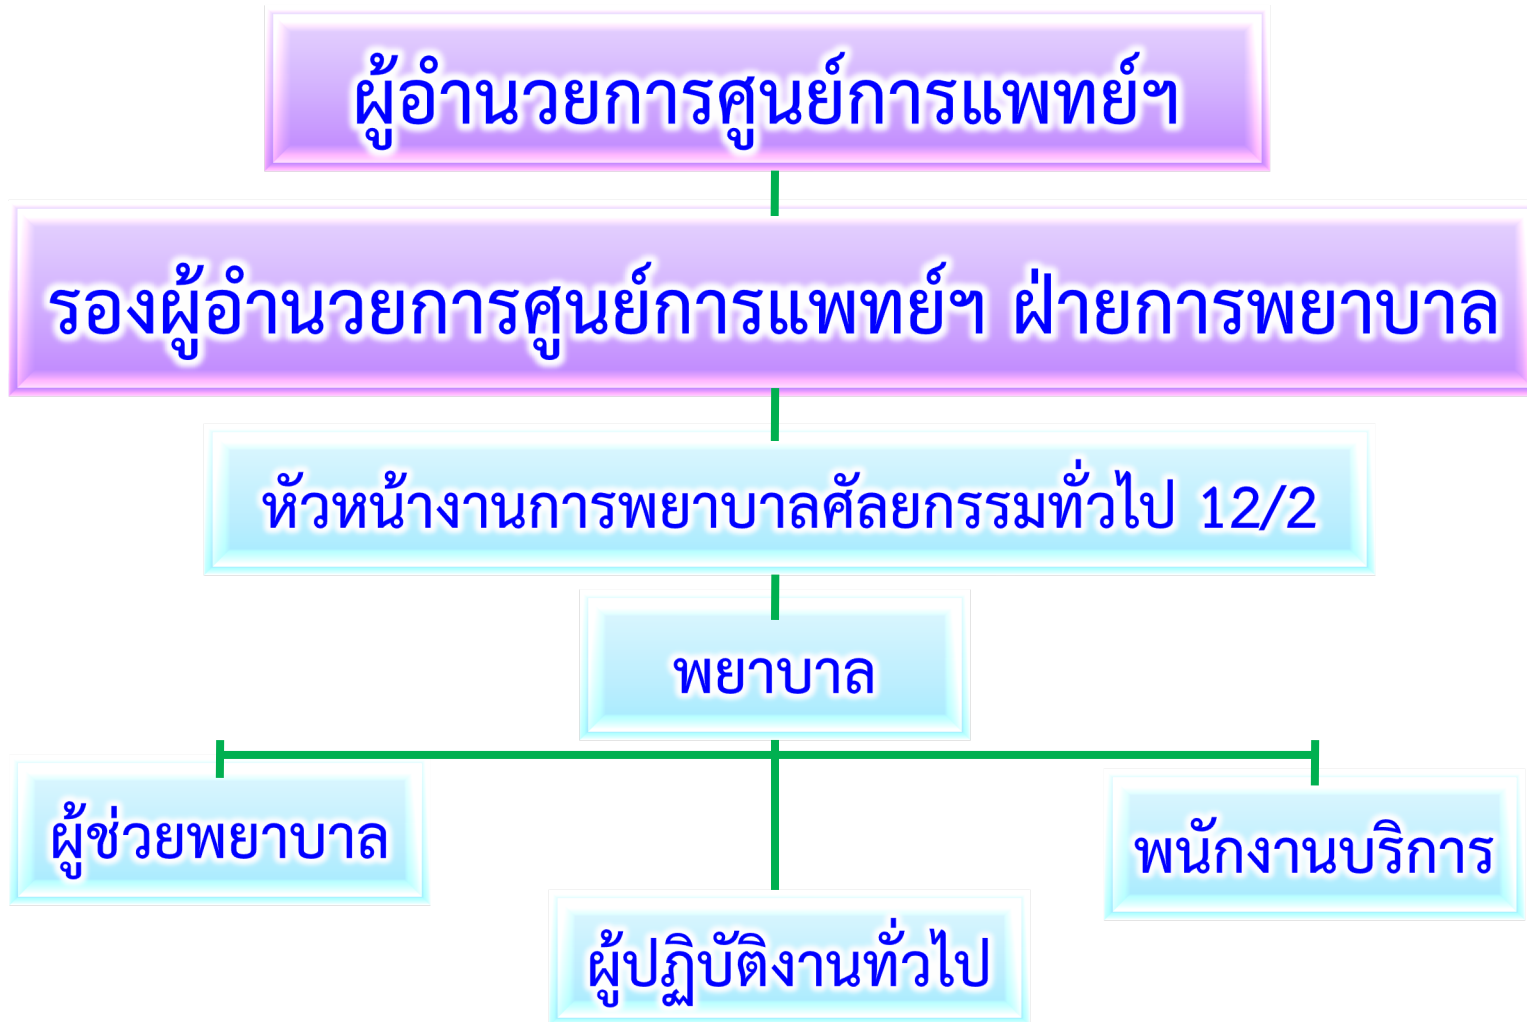 ผู้อำนวยการศูนย์การแพทย์ฯ
รองผู้อำนวยการศูนย์การแพทย์ฯ ฝ่ายการพยาบาล
หัวหน้างานการพยาบาลศัลยกรรมทั่วไป 12/2
พยาบาล
ผู้ช่วยพยาบาล
พนักงานบริการ
ผู้ปฏิบัติงานทั่วไป